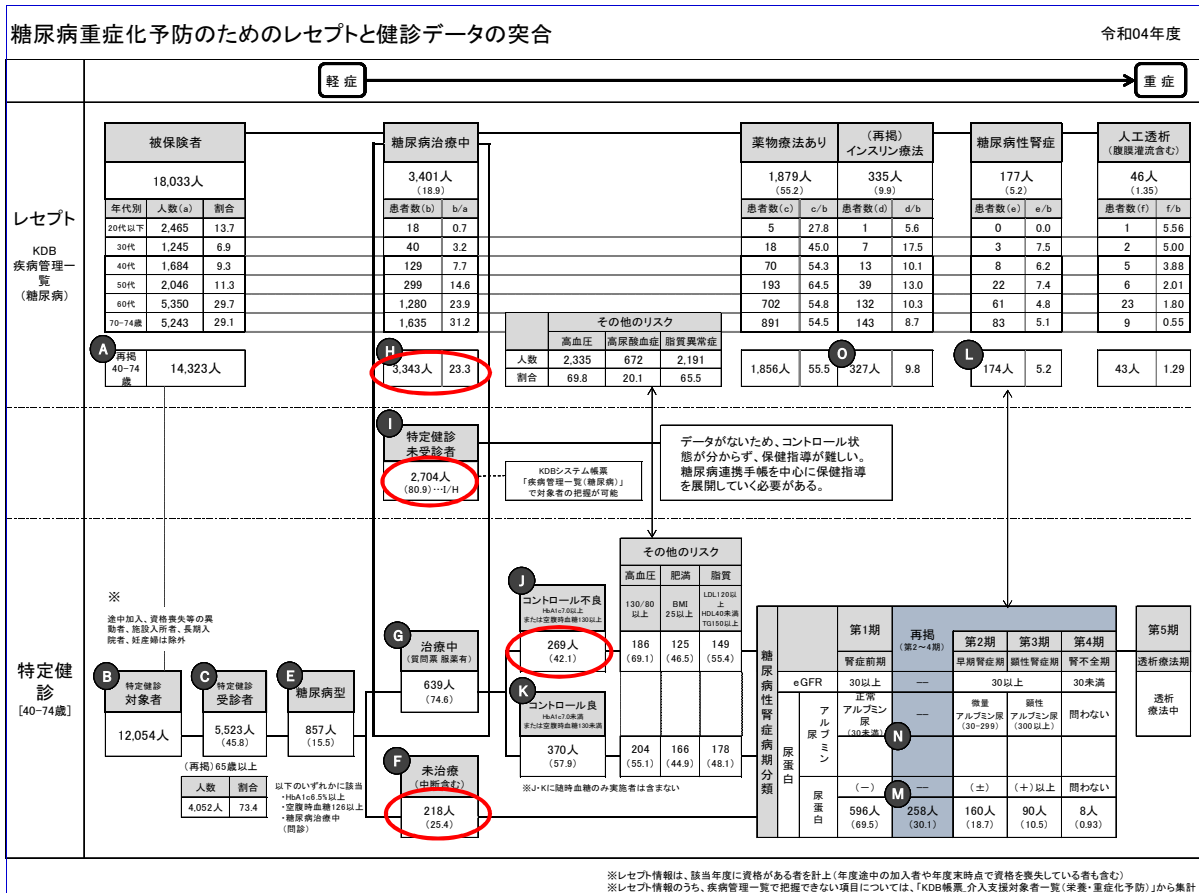 糖尿病重症化予防のためのレセプトと健診データの突合
令和04年度
軽症
重症
レセプト
KDB
疾病管理一
覧
(糖尿病)
被保険者
18,033人
年代別 人数(a) 割合
20代以下 2,465 13.7
30代 1,245 6.9
40代 1,684 9.3
50代 2,046 11.3
60代 5,350 29.7
70-74歳 5,243 29.1
A
再掲
40-74
歳
14,323人
糖尿病治療中
3,401人
(18.9)
患者数(b) b/a
18 0.7
40 3.2
129 7.7
299 14.6
1,280 23.9
1,635 31.2
H
3,343人 23.3
その他のリスク
高血圧 高尿酸血症 脂質異常症
人数 2,335 672 2,191
割合 69.8 20.1 65.5
薬物療法あり
1,879人
(55.2)
患者数(c) c/b
5 27.8
18 45.0
70 54.3
193 64.5
702 54.8
891 54.5
1,856人 55.5
(再掲)
インスリン療法
335人
(9.9)
患者数(d) d/b
1 5.6
7 17.5
13 10.1
39 13.0
132 10.3
143 8.7
O
327人 9.8
糖尿病性腎症
177人
(5.2)
患者数(e) e/b
0 0.0
3 7.5
8 6.2
22 7.4
61 4.8
83 5.1
L
174人 5.2
人工透析
(腹膜灌流含む)
46人
(1.35)
患者数(f) f/b
1 5.56
2 5.00
5 3.88
6 2.01
23 1.80
9 0.55
43人 1.29
I
特定健診
未受診者
2,704人
(80.9)…I/H
KDBシステム帳票
「疾病管理一覧(糖尿病)」
で対象者の把握が可能
データがないため、コントロール状
態が分からず、保健指導が難しい。
糖尿病連携手帳を中心に保健指導
を展開していく必要がある。
特定健
診
[40-74歳]
※
途中加入、資格喪失等の異
動者、施設入所者、長期入
院者、妊産婦は除外
B
特定健診
対象者
12,054人
C
特定健診
受診者
5,523人
(45.8)
E
糖尿病型
857人
(15.5)
(再掲)65歳以上
人数 割合
4,052人 73.4
以下のいずれかに該当
・HbA1c6.5%以上
・空腹時血糖126以上
・糖尿病治療中
(問診)
G
治療中
(質問票 服薬有)
639人
(74.6)
F
未治療
(中断含む)
218人
(25.4)
J
コントロール不良
HbA1c7.0以上
または空腹時血糖130以上
269人
(42.1)
K
コントロール良
HbA1c7.0未満
または空腹時血糖130未満
370人
(57.9)
※J・Kに随時血糖のみ実施者は含まない
その他のリスク
高血圧 肥満 脂質
130/80
以上
BMI
25以上
LDL120以
上
HDL40未満
TG150以上
186 125 149
(69.1) (46.5) (55.4)
204 166 178
(55.1) (44.9) (48.1)
糖尿病性腎症病期分類
第1期
腎症前期
再掲
(第2~4期)
第2期
早期腎症期
第3期
顕性腎症期
第4期
腎不全期
第5期
透析療法期
eGFR 30以上 ― 30以上 30未満
尿蛋白
尿アルブミン
正常
アルブミン
尿
(30未満)
―
N
微量
アルブミン尿
(30-299)
顕性
アルブミン尿
(300以上)
問わない
透析
療法中
尿蛋白
(-) ― (±) (+)以上 問わない
M
596人 258人 160人 90人 8人
(69.5) (30.1) (18.7) (10.5) (0.93)
※レセプト情報は、該当年度に資格がある者を計上(年度途中の加入者や年度末時点で資格を喪失している者も含む)
※レセプト情報のうち、疾病管理一覧で把握できない項目については、「KDB帳票_介入支援対象者一覧(栄養・重症化予防)」から集計